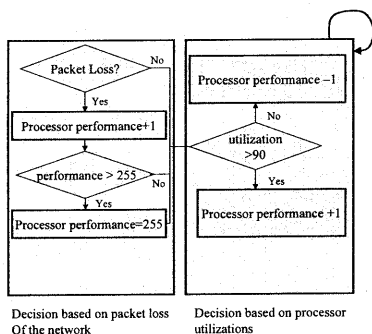 Packet Loss?
No
Yes
Processor performance+1
performance > 255
No
Yes
Processor performance=255
Decision based on packet loss
Of the network
Processor performance −1
No
utilization
>90
Yes
Processor performance +1
Decision based on processor
utilizations